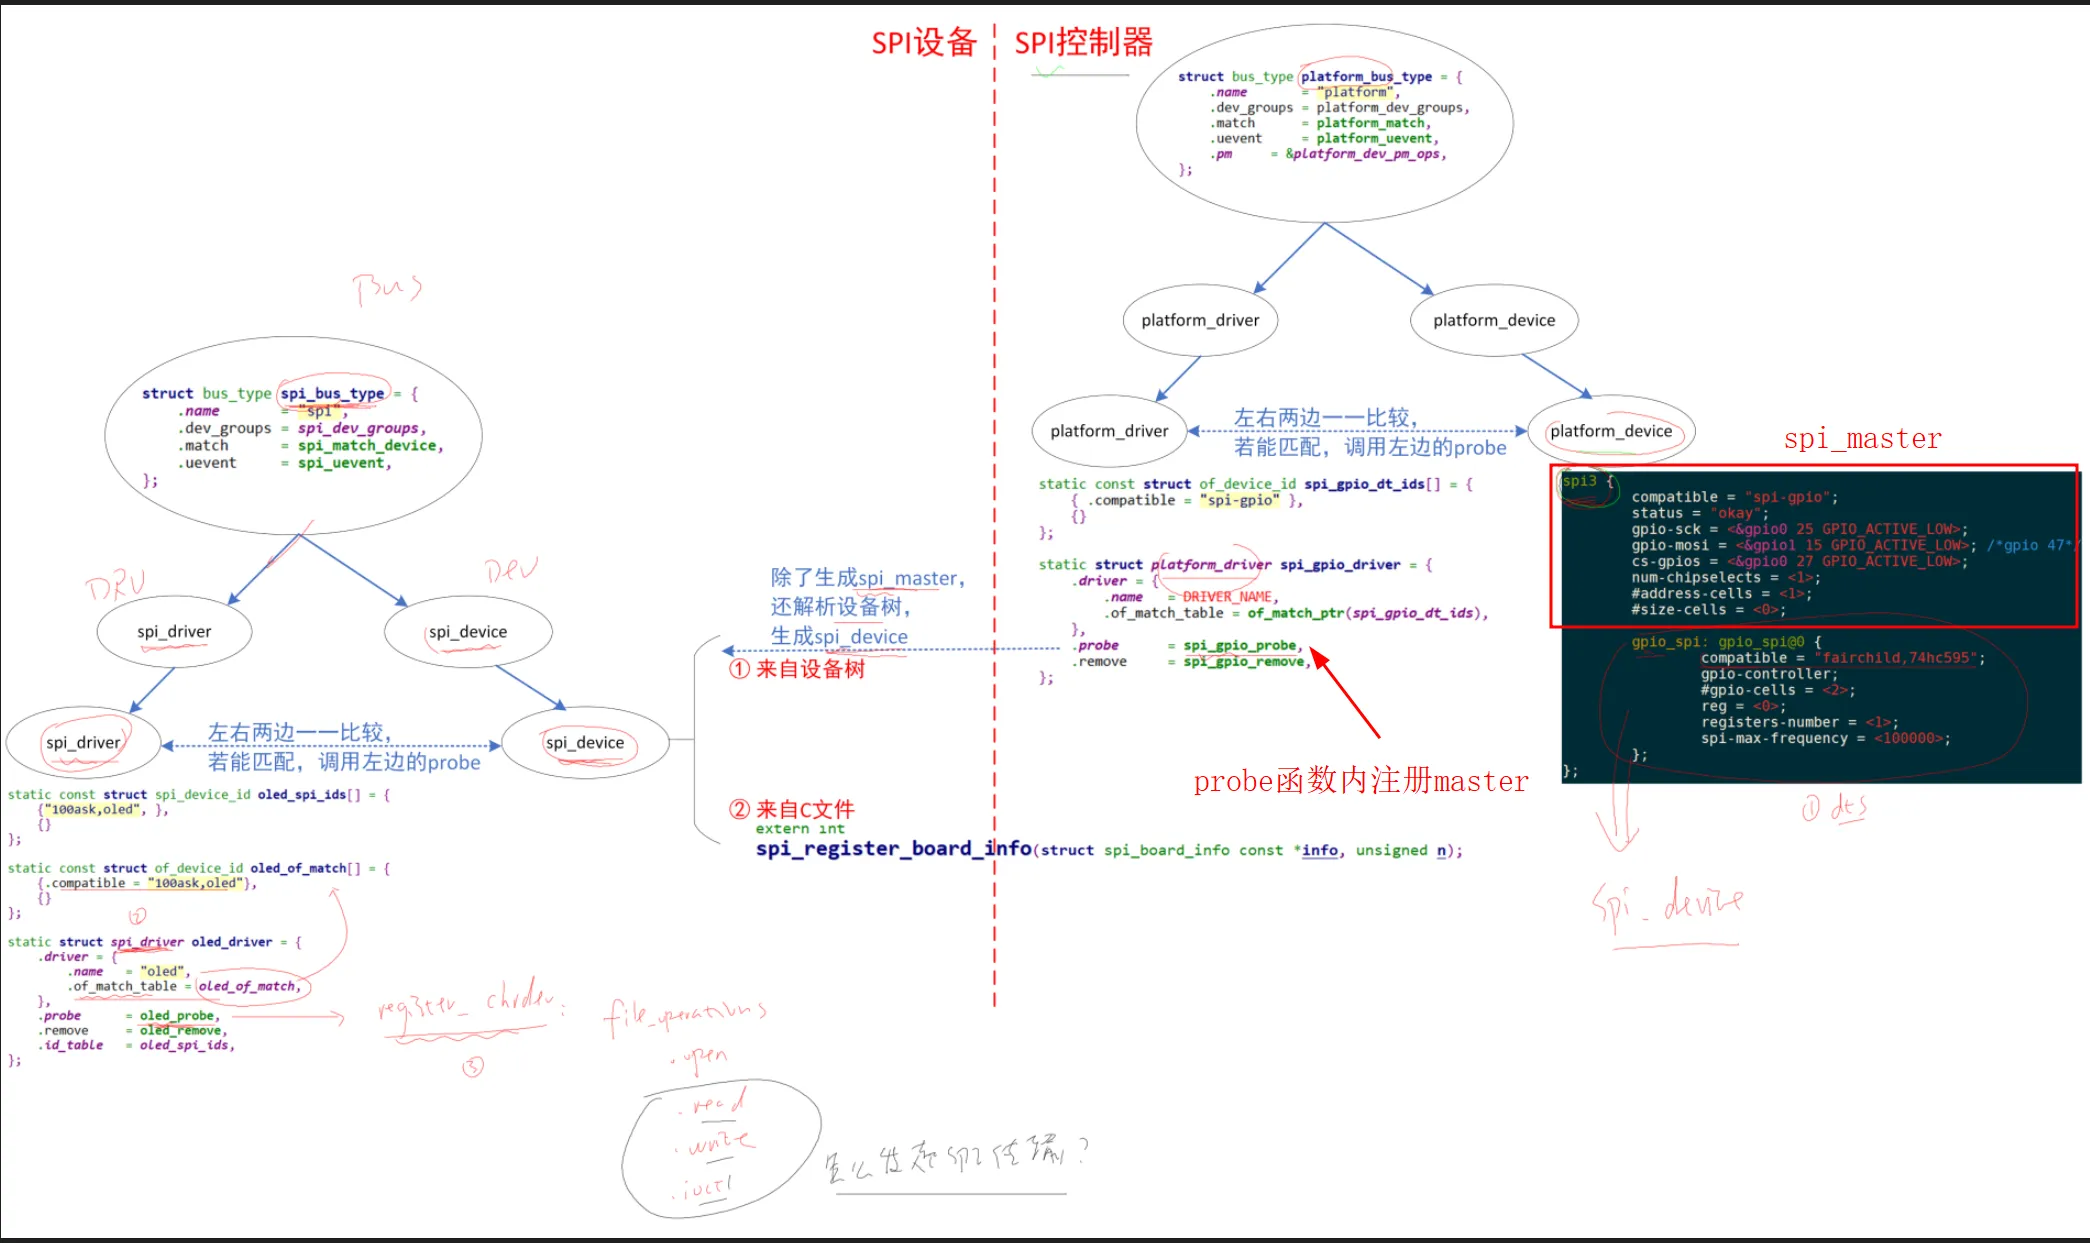 SPI设备
SPI控制器
struct bus_type platform_bus_type = {
.name = "platform",
.dev_groups = platform_dev_groups,
.match = platform_match,
.uevent = platform_uevent,
.pm = &platform_dev_pm_ops,
};
platform_driver
platform_device
platform_driver
左右两边一一比较,
若能匹配，调用左边的probe
platform_device
static const struct of_device_id spi_gpio_dt_ids[] = {
{ .compatible = "spi-gpio" },
{}
};
static struct platform_driver spi_gpio_driver = {
.driver = {
.name = DRIVER_NAME,
.of_match_table = of_match_ptr(spi_gpio_dt_ids),
},
.probe = spi_gpio_probe,
.remove = spi_gpio_remove,
};
probe函数内注册master
spi_master
spi3 {
compatible = "spi-gpio";
status = "okay";
gpio-sck = <&gpio0 25 GPIO_ACTIVE_LOW>;
gpio-mosi = <&gpio1 15 GPIO_ACTIVE_LOW>; /*gpio 47*/
cs-gpios = <&gpio0 27 GPIO_ACTIVE_LOW>;
num-chipselects = <1>;
#address-cells = <1>;
#size-cells = <0>;
gpio_spi: gpio_spi@0 {
compatible = "fairchild,74hc595";
gpio-controller;
#gpio-cells = <2>;
reg = <0>;
registers-number = <1>;
spi-max-frequency = <100000>;
};
};
① dts
spi_device
Bus
struct bus_type spi_bus_type = {
.name = "spi",
.dev_groups = spi_dev_groups,
.match = spi_match_device,
.uevent = spi_uevent,
};
DRV
Dev
spi_driver
spi_device
spi_driver
左右两边一一比较,
若能匹配，调用左边的probe
spi_device
除了生成spi_master，
还解析设备树，
生成spi_device
① 来自设备树
② 来自C文件
extern int
spi_register_board_info(struct spi_board_info const *info, unsigned n);
static const struct spi_device_id oled_spi_ids[] = {
{"100ask,oled", },
{}
};
static const struct of_device_id oled_of_match[] = {
{.compatible = "100ask,oled"},
{}
};
②
static struct spi_driver oled_driver = {
.driver = {
.name = "oled",
.of_match_table = oled_of_match,
},
.probe = oled_probe,
.remove = oled_remove,
.id_table = oled_spi_ids,
};
register_chrdev:
③
file_operations
.open
.read
.write
.ioctl
怎么发起SPI传输?